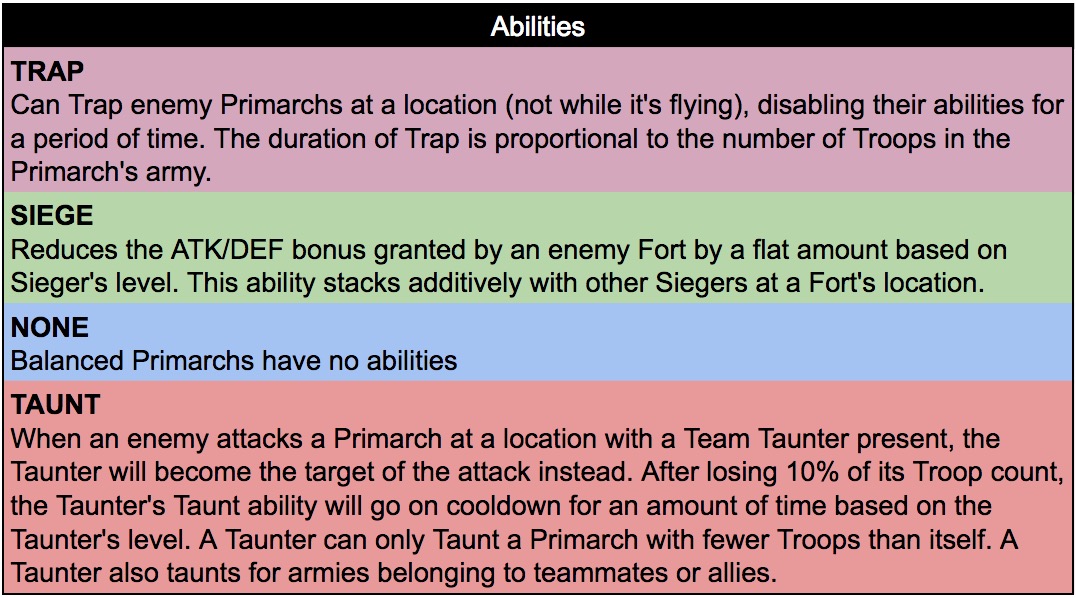 Abilities
TRAP
Can Trap enemy Primarchs at a location (not while it's flying), disabling their abilities for
a period of time. The duration of Trap is proportional to the number of Troops in the
Primarch's army.
SIEGE
Reduces the ATK/DEF bonus granted by an enemy Fort by a flat amount based on
Sieger's level. This ability stacks additively with other Siegers at a Fort's location.
NONE
Balanced Primarchs have no abilities
TAUNT
When an enemy attacks a Primarch at a location with a Team Taunter present, the
Taunter will become the target of the attack instead. After losing 10% of its Troop count,
the Taunter's Taunt ability will go on cooldown for an amount of time based on the
Taunter's level. A Taunter can only Taunt a Primarch with fewer Troops than itself. A
Taunter also taunts for armies belonging to teammates or allies.